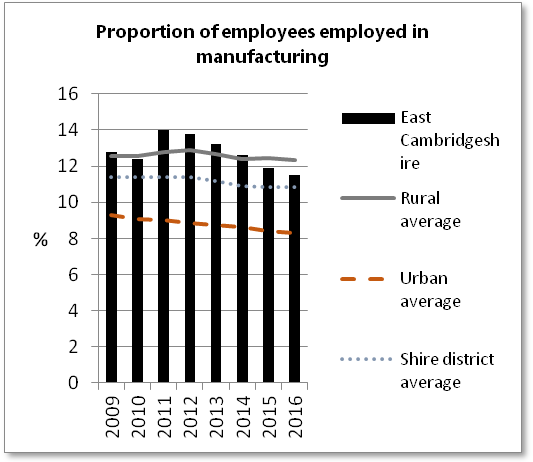 Proportion of employees employed in
manufacturing
16
14
12
10
8
6
4
2
0
%
2009
2010
2011
2012
2013
2014
2015
2016
East
Cambridgesh
ire
Rural
average
Urban
average
Shire district
average